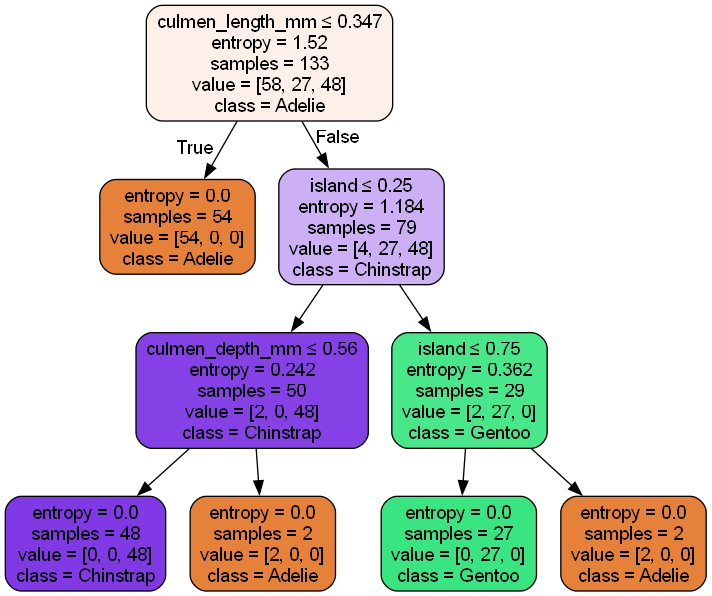 culmen_length_mm ≤ 0.347
entropy = 1.52
samples = 133
value = [58, 27, 48]
class = Adelie
True
False
entropy = 0.0
samples = 54
value = [54, 0, 0]
class = Adelie
island ≤ 0.25
entropy = 1.184
samples = 79
value = [4, 27, 48]
class = Chinstrap
culmen_depth_mm ≤ 0.56
entropy = 0.242
samples = 50
value = [2, 0, 48]
class = Chinstrap
island ≤ 0.75
entropy = 0.362
samples = 29
value = [2, 27, 0]
class = Gentoo
entropy = 0.0
samples = 48
value = [0, 0, 48]
class = Chinstrap
entropy = 0.0
samples = 2
value = [2, 0, 0]
class = Adelie
entropy = 0.0
samples = 27
value = [0, 27, 0]
class = Gentoo
entropy = 0.0
samples = 2
value = [2, 0, 0]
class = Adelie